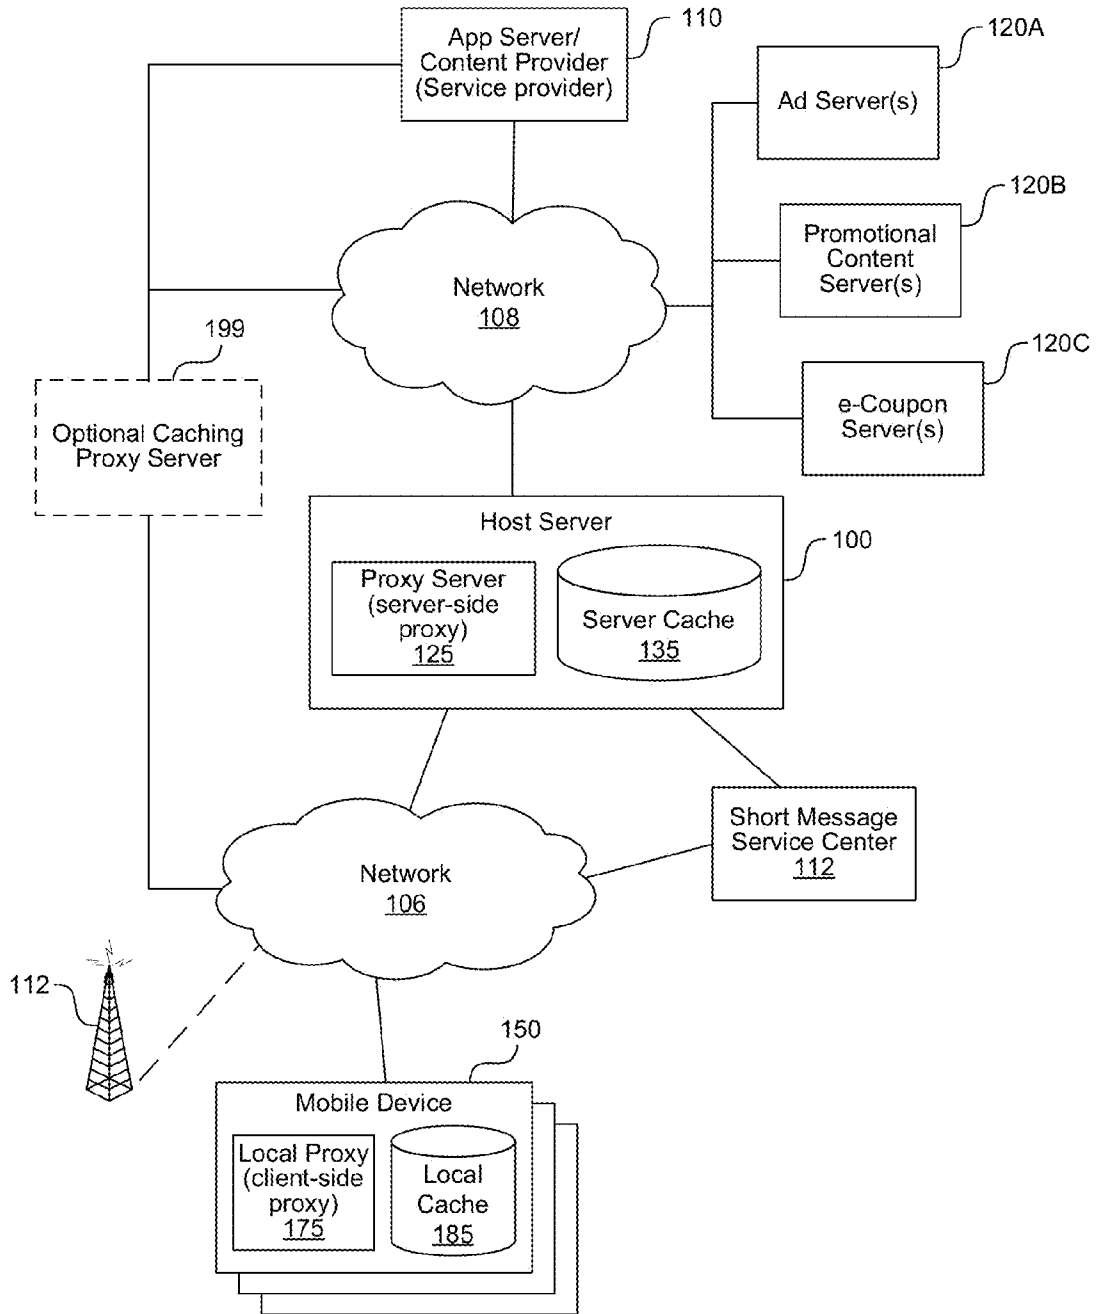 110
App Server/
Content Provider
(Service provider)
120A
Ad Server(s)
120B
Promotional
Content
Server(s)
Network
108
199
120C
Optional Caching
Proxy Server
e-Coupon
Server(s)
Host Server
100
Proxy Server
(server-side
proxy)
125
Server Cache
135
Short Message
Service Center
112
Network
106
112
150
Mobile Device
Local Proxy
(client-side
proxy)
175
Local
Cache
185